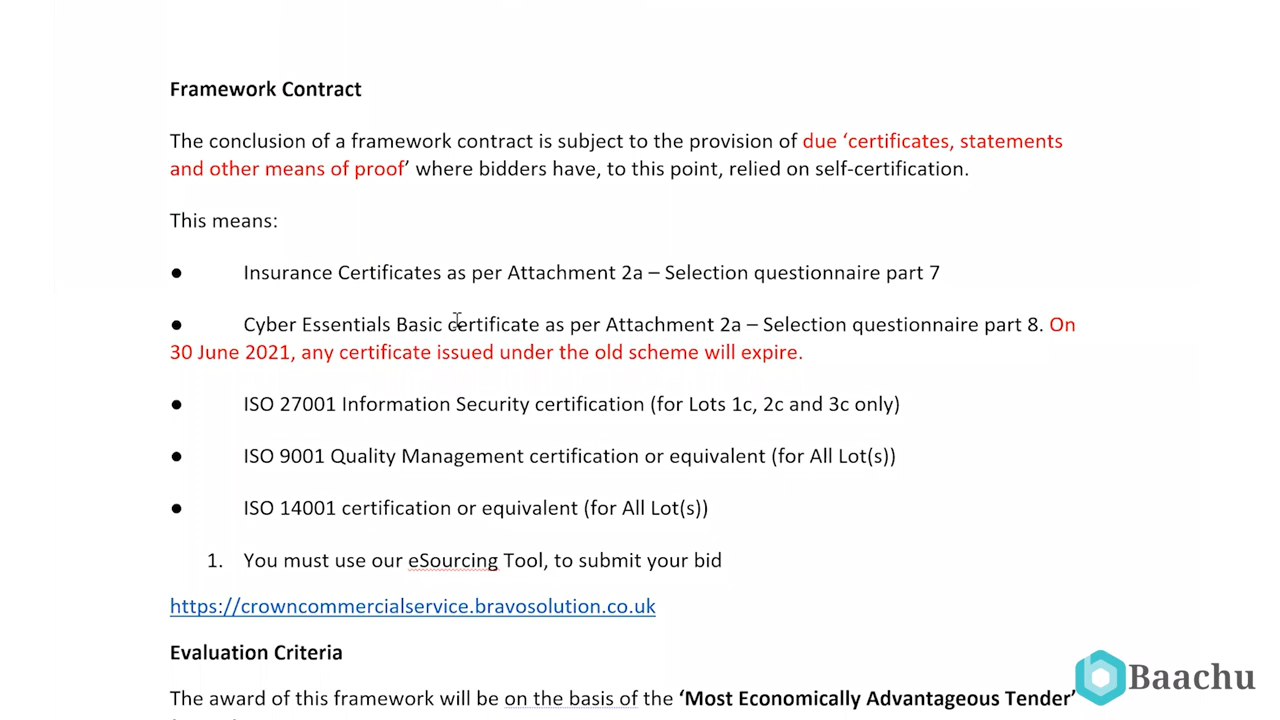 Framework Contract
The conclusion of a framework contract is subject to the provision of due ‘certificates, statements
and other means of proof’ where bidders have, to this point, relied on self-certification.
This means:
● Insurance Certificates as per Attachment 2a – Selection questionnaire part 7
● Cyber Essentials Basic certificate as per Attachment 2a – Selection questionnaire part 8. On
30 June 2021, any certificate issued under the old scheme will expire.
● ISO 27001 Information Security certification (for Lots 1c, 2c and 3c only)
● ISO 9001 Quality Management certification or equivalent (for All Lot(s))
● ISO 14001 certification or equivalent (for All Lot(s))
1. You must use our eSourcing Tool, to submit your bid
https://crowncommercialservice.bravosolution.co.uk
Evaluation Criteria
The award of this framework will be on the basis of the ‘Most Economically Advantageous Tender’
Baachu